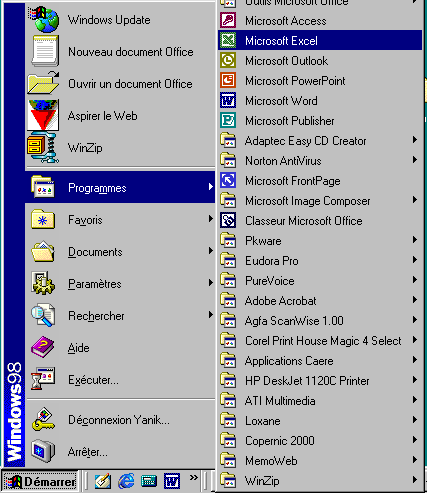 Windows Update
Nouveau document Office
Ouvrir un document Office
Aspirer le Web
WinZip
Programmes
Favoris
Documents
Paramètres
Rechercher
Aide
Exécuter...
Déconnexion Yanik...
Arrêter...
Windows98
Démarrer
W
»
Outils Microsoft Office
Microsoft Access
Microsoft Excel
Microsoft Outlook
Microsoft PowerPoint
Microsoft Word
Microsoft Publisher
Adaptec Easy CD Creator
Norton AntiVirus
Microsoft FrontPage
Microsoft Image Composer
Classeur Microsoft Office
Pkware
Eudora Pro
PureVoice
Adobe Acrobat
Agfa ScanWise 1.00
Corel Print House Magic 4 Select
Applications Caere
HP DeskJet 1120C Printer
ATI Multimedia
Loxane
Copernic 2000
MemoWeb
WinZip